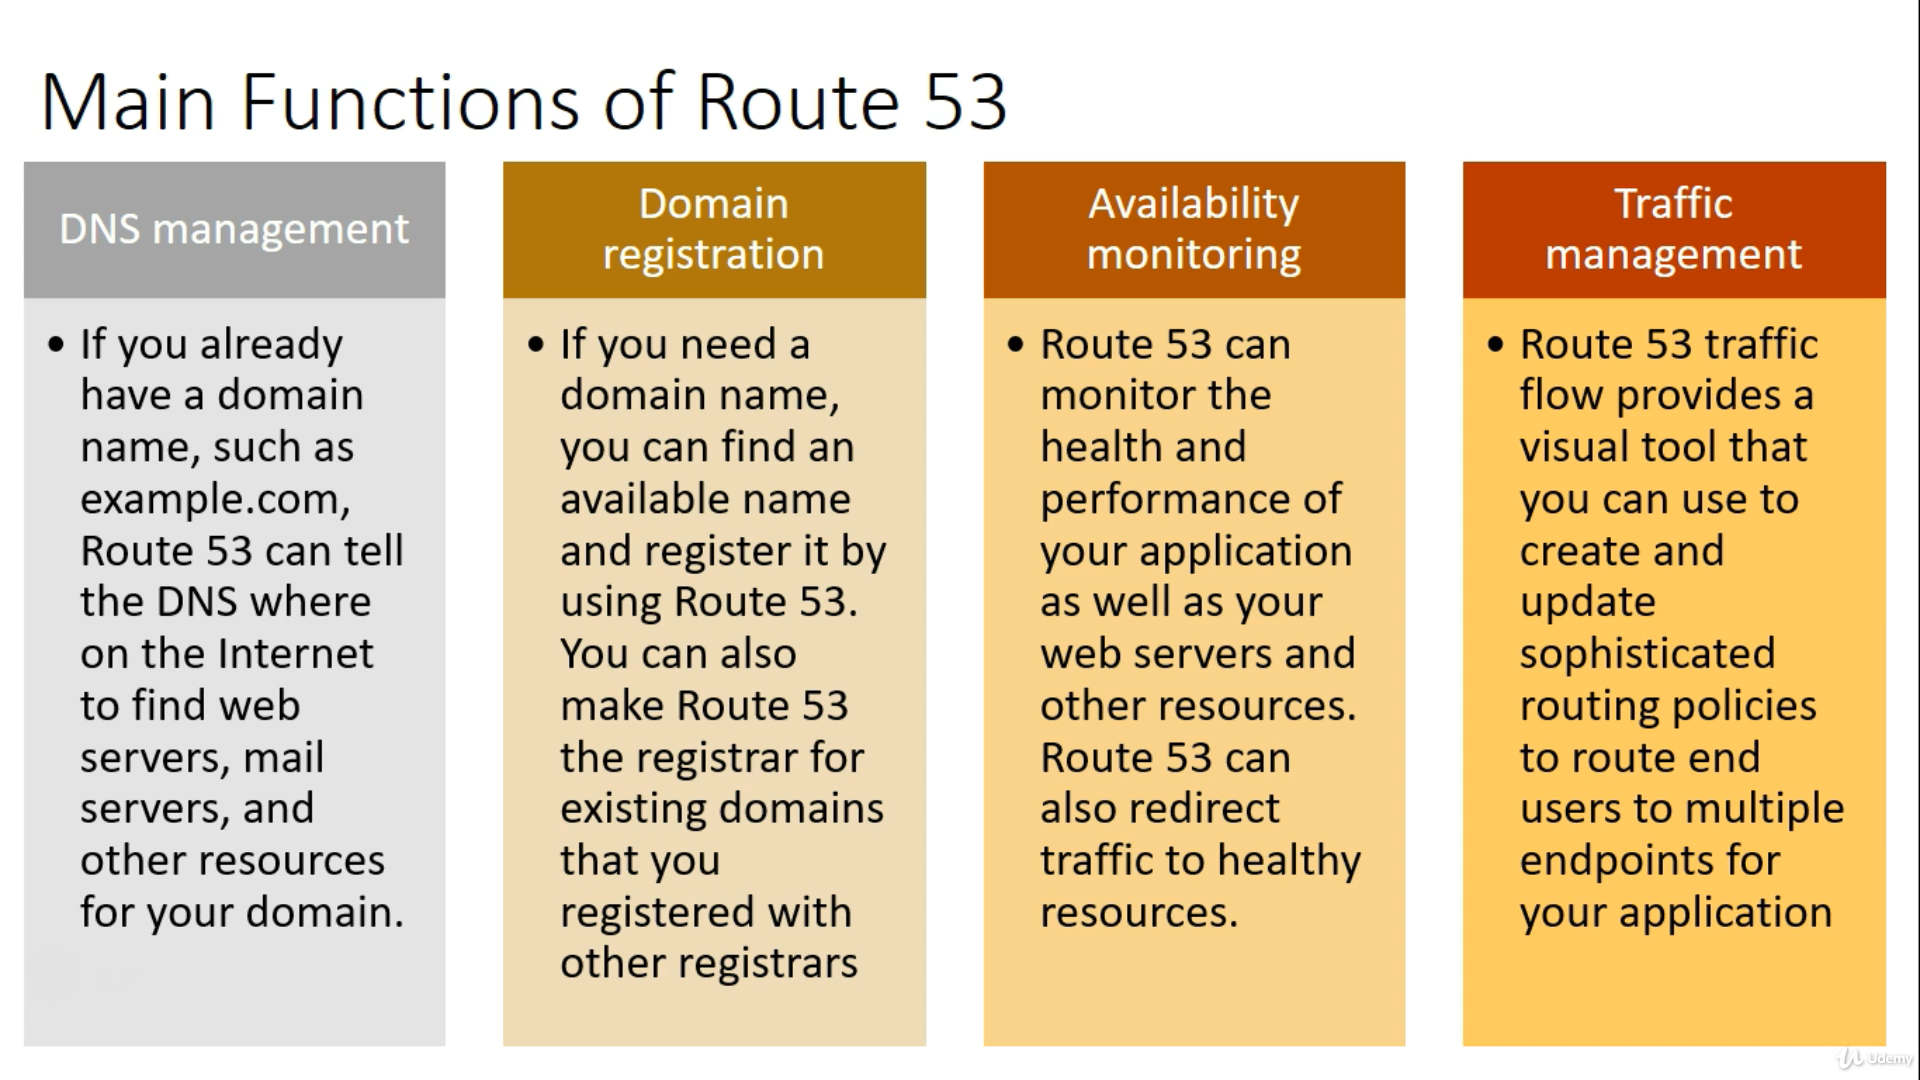 Main Functions of Route 53
DNS management
• If you already
have a domain
name, such as
example.com,
Route 53 can tell
the DNS where
on the Internet
to find web
servers, mail
servers, and
other resources
for your domain.
Domain
registration
• If you need a
domain name,
you can find an
available name
and register it by
using Route 53.
You can also
make Route 53
the registrar for
existing domains
that you
registered with
other registrars
Availability
monitoring
• Route 53 can
monitor the
health and
performance of
your application
as well as your
web servers and
other resources.
Route 53 can
also redirect
traffic to healthy
resources.
Traffic
management
• Route 53 traffic
flow provides a
visual tool that
you can use to
create and
update
sophisticated
routing policies
to route end
users to multiple
endpoints for
your application
Udemy